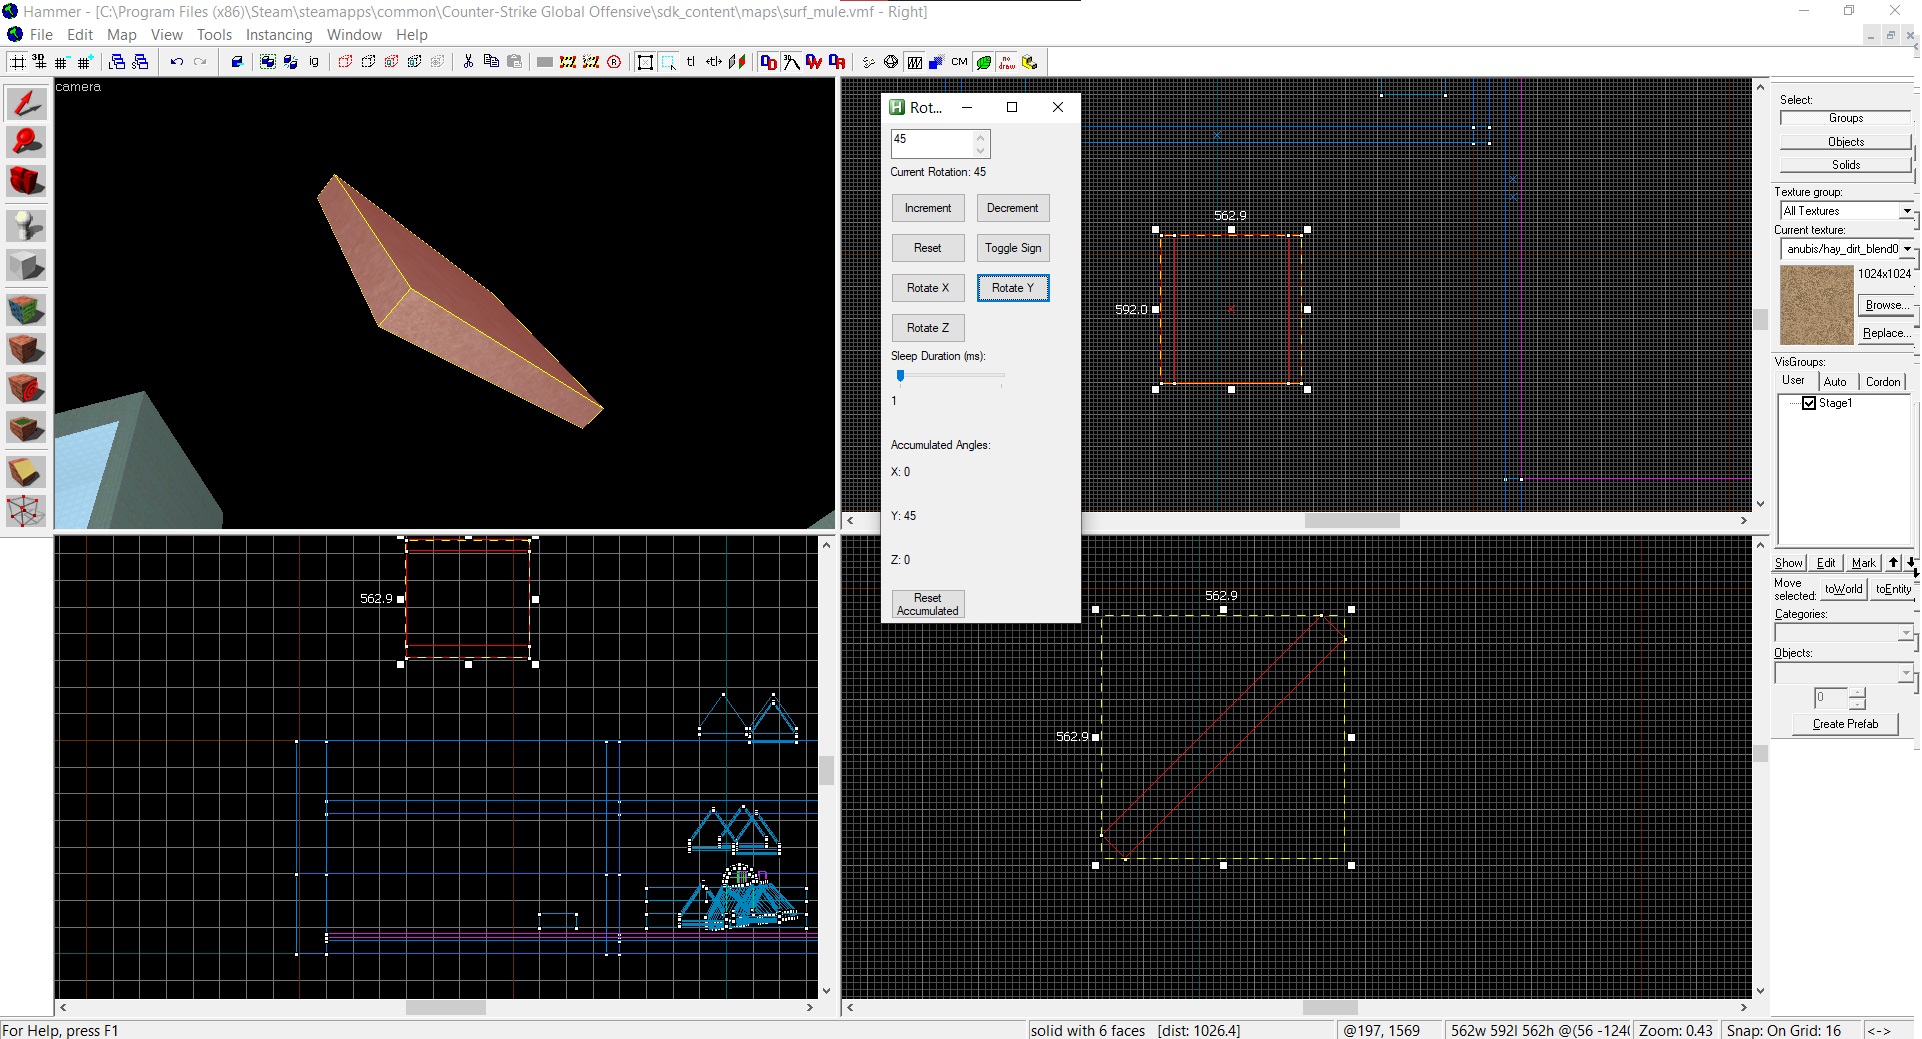 Hammer - [C:\Program Files (x86)\Steam\steamapps\common\Counter-Strike Global Offensive\sdk_content\maps\surf_mule.vmf - Right]
File Edit Map View Tools Instancing Window Help
ig
tl
CM
no draw
camera
Rot...
45
Current Rotation: 45
Increment Decrement
Reset Toggle Sign
Rotate X Rotate Y
Rotate Z
Sleep Duration (ms):
1
Accumulated Angles:
X: 0
Y: 45
Z: 0
Reset
Accumulated
562.9
592.0
562.9
562.9
562.9
Select:
Groups
Objects
Solids
Texture group:
All Textures
Current texture:
anubis/hay_dirt_blend0
1024x1024
Browse...
Replace...
VisGroups:
User Auto Cordon
Stage1
Show Edit Mark
Move
selected: toWorld toEntity
Categories:
Objects:
0
Create Prefab
For Help, press F1
solid with 6 faces [dist: 1026.4]
@197, 1569
562w 592l 562h @(56 -124(
Zoom: 0.43
Snap: On Grid: 16
<->